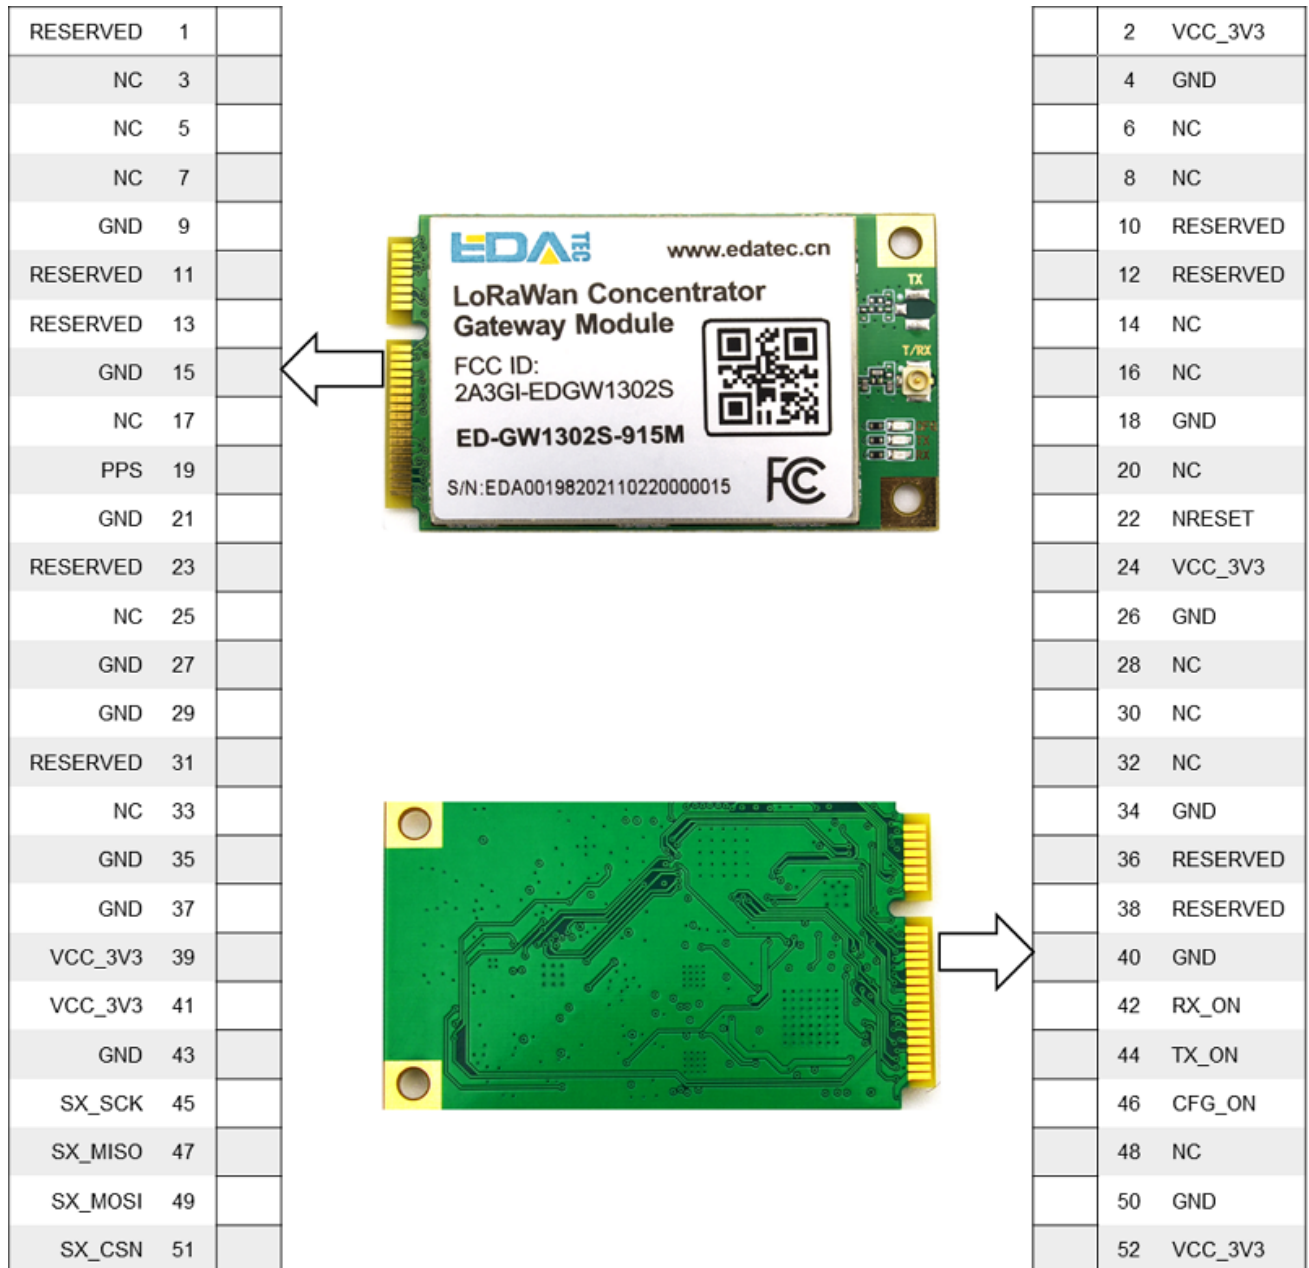 RESERVED 1
NC 3
NC 5
NC 7
GND 9
RESERVED 11
RESERVED 13
GND 15
NC 17
PPS 19
GND 21
RESERVED 23
NC 25
GND 27
GND 29
RESERVED 31
NC 33
GND 35
GND 37
VCC_3V3 39
VCC_3V3 41
GND 43
SX_SCK 45
SX_MISO 47
SX_MOSI 49
SX_CSN 51
EDA TEC
www.edatec.cn
LoRaWan Concentrator
Gateway Module
FCC ID:
2A3GI-EDGW1302S
ED-GW1302S-915M
S/N:EDA00198202110220000015
FC
TX
T/RX
TX
RX
2 VCC_3V3
4 GND
6 NC
8 NC
10 RESERVED
12 RESERVED
14 NC
16 NC
18 GND
20 NC
22 NRESET
24 VCC_3V3
26 GND
28 NC
30 NC
32 NC
34 GND
36 RESERVED
38 RESERVED
40 GND
42 RX_ON
44 TX_ON
46 CFG_ON
48 NC
50 GND
52 VCC_3V3